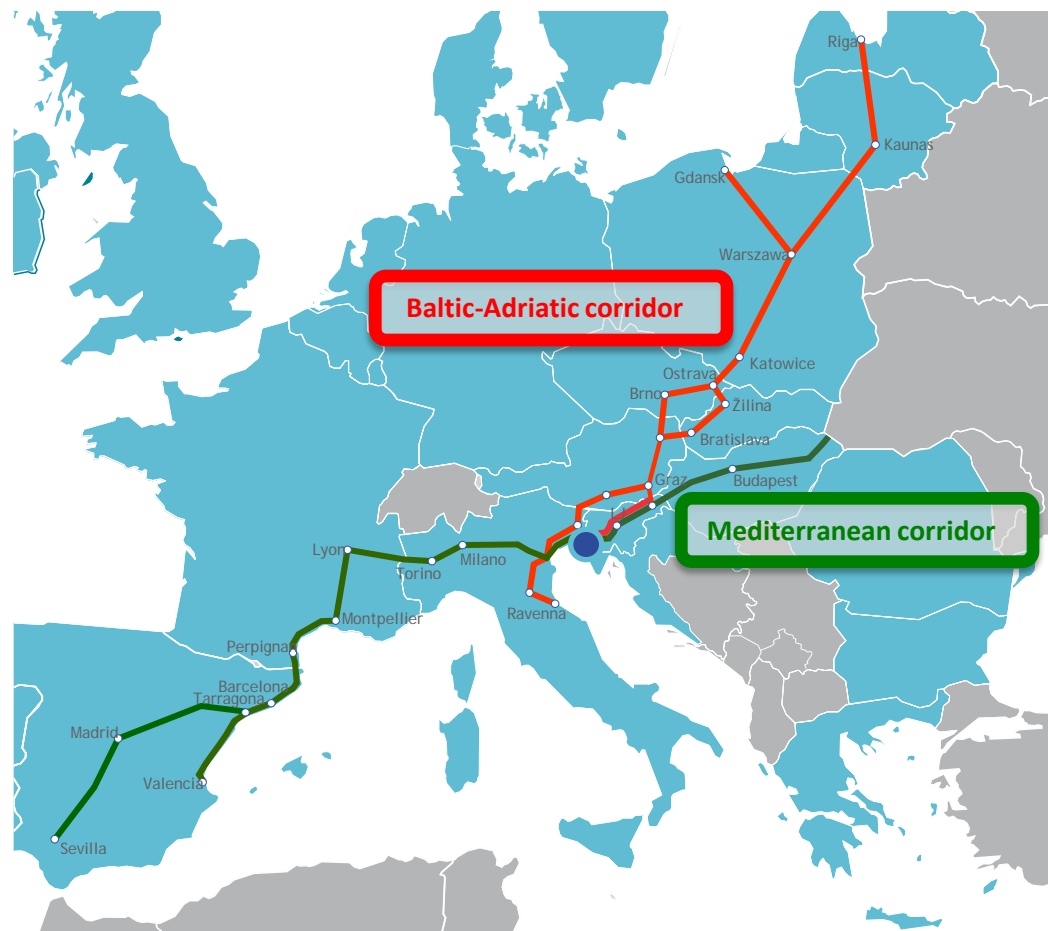 Riga
Kaunas
Gdansk
Warszawa
Baltic-Adriatic corridor
Katowice
Ostrava
Brno
Žilina
Bratislava
Budapest
Graz
Mediterranean corridor
Lyon
Milano
Torino
Ravenna
Montpellier
Perpigna
Barcelona
Tarragona
Madrid
Valencia
Sevilla